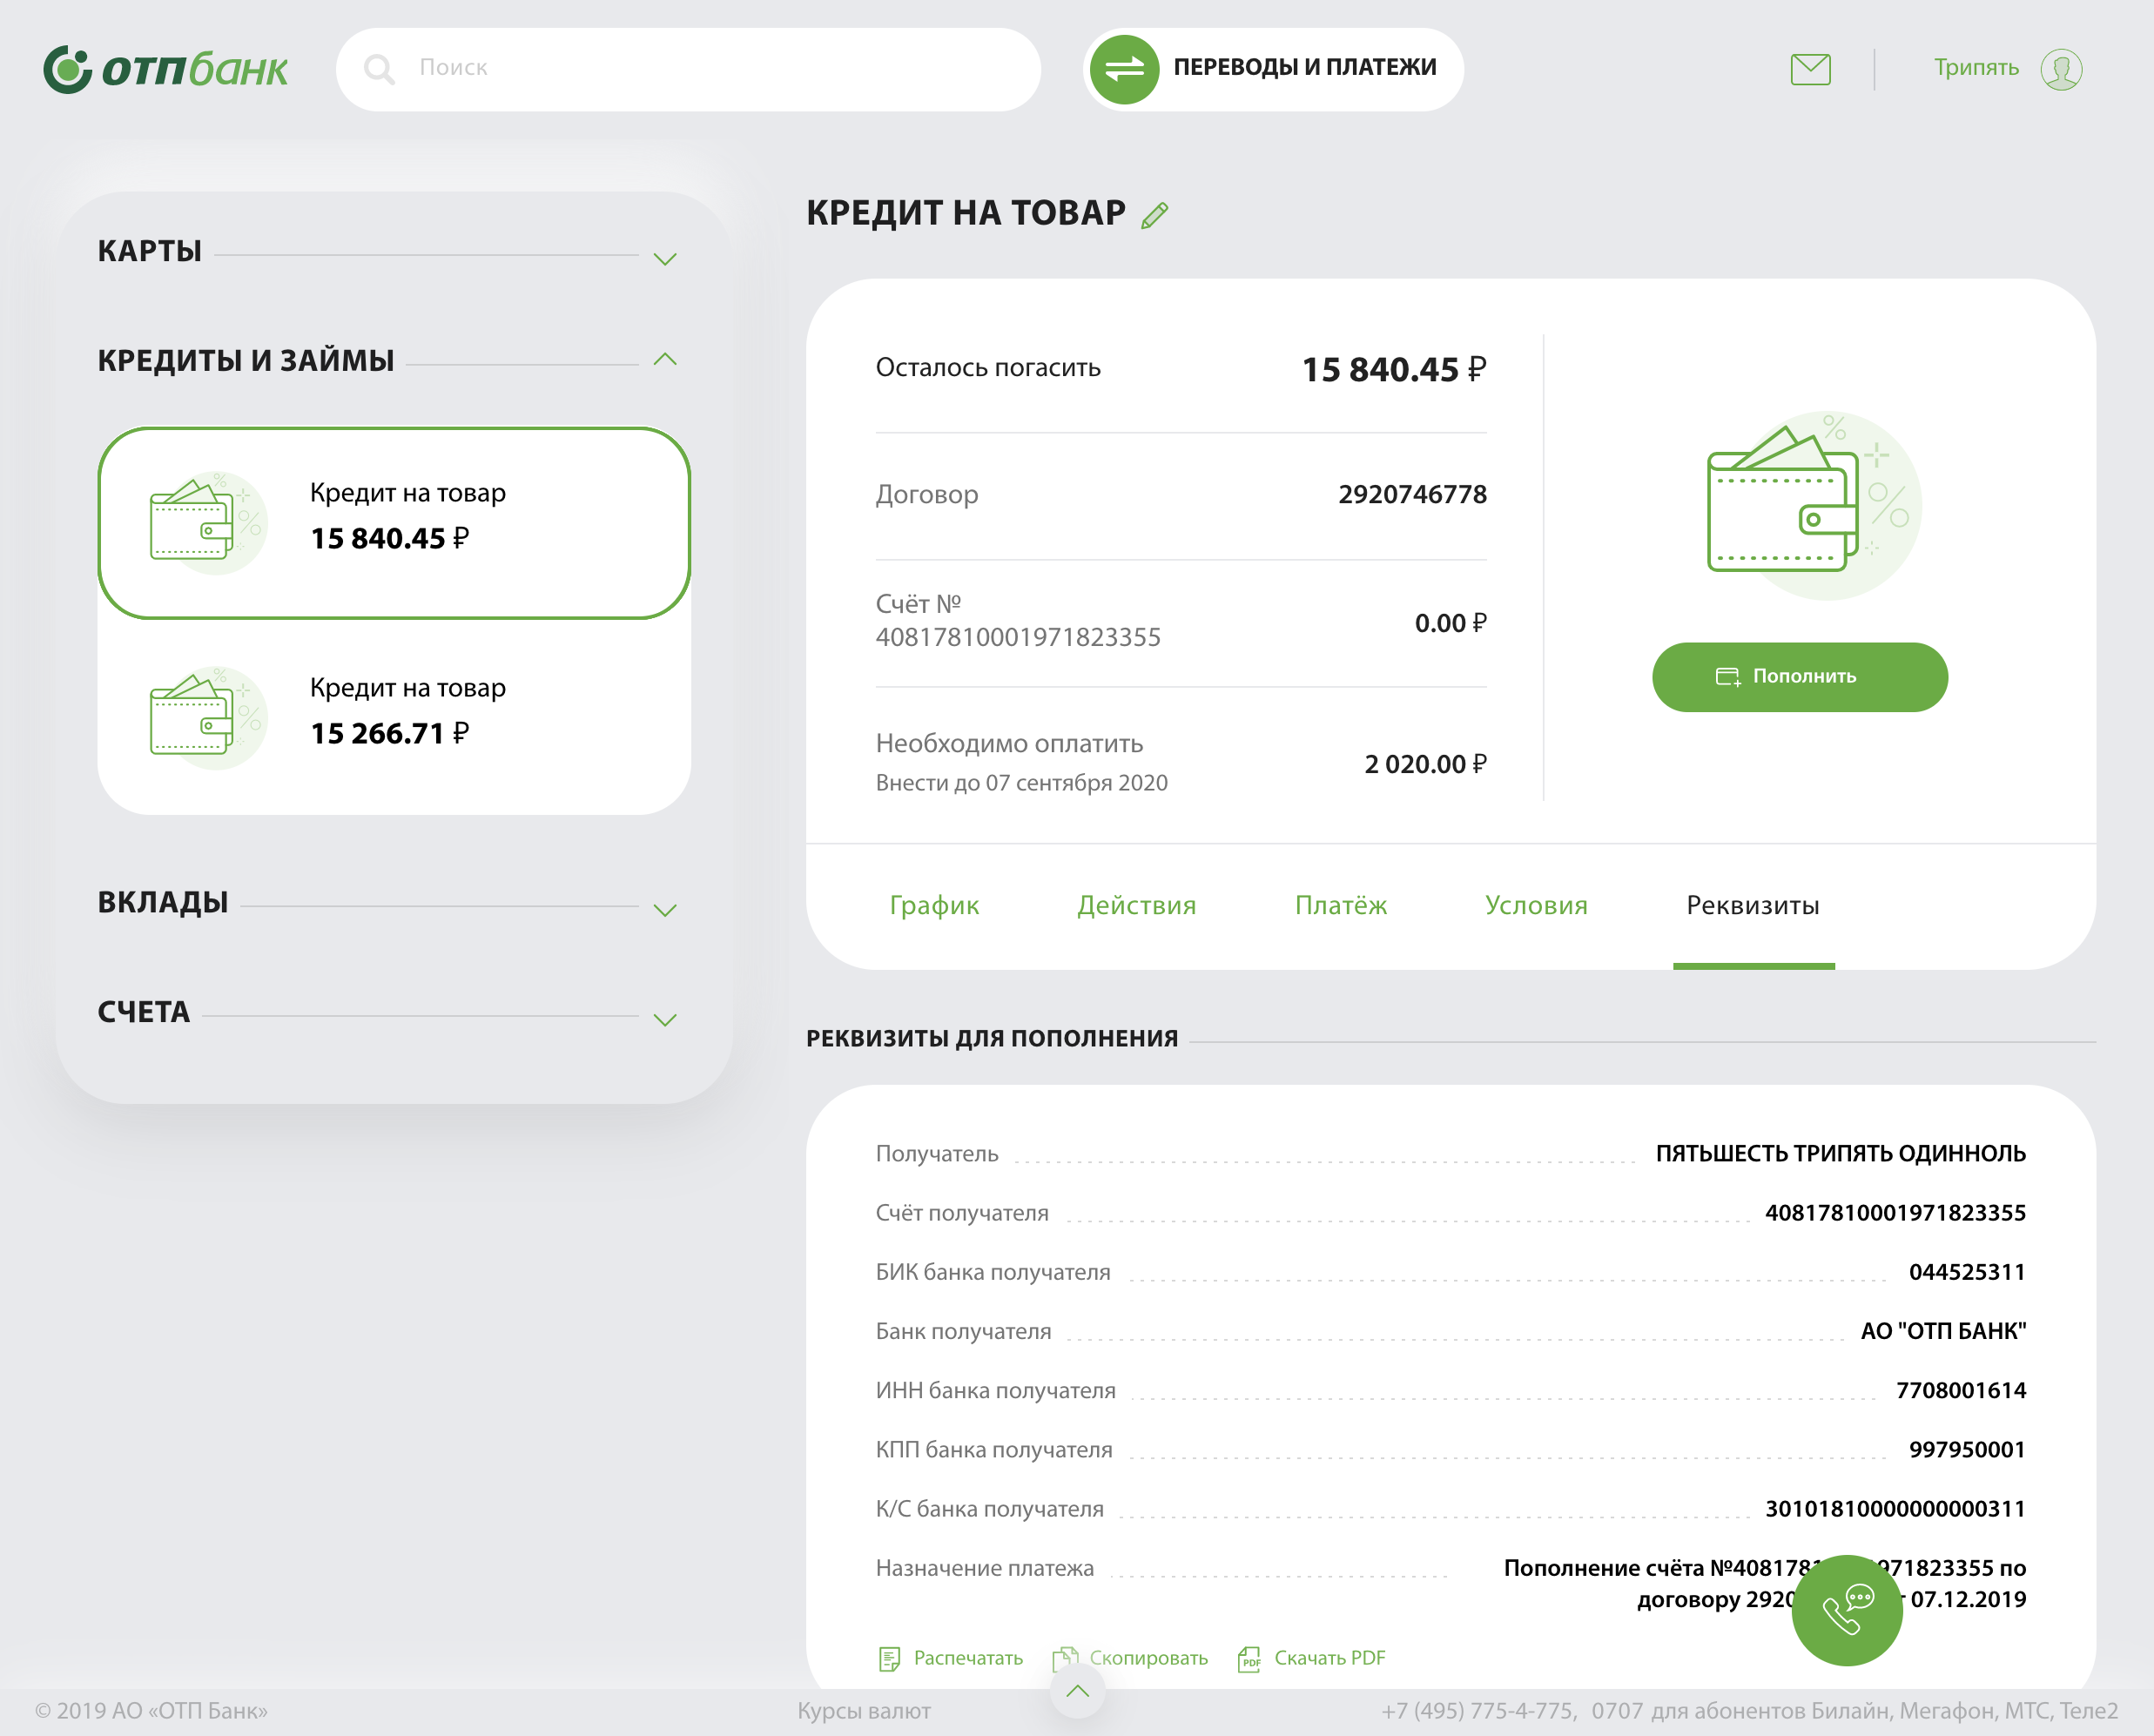 отпбанк
Поиск
ПЕРЕВОДЫ И ПЛАТЕЖИ
Трипять
КАРТЫ
КРЕДИТЫ И ЗАЙМЫ
Кредит на товар
15 840.45 ₽
Кредит на товар
15 266.71 ₽
ВКЛАДЫ
СЧЕТА
КРЕДИТ НА ТОВАР
Осталось погасить 15 840.45 ₽
Договор 2920746778
Счёт №
40817810001971823355 0.00 ₽
Необходимо оплатить 2 020.00 ₽
Внести до 07 сентября 2020
Пополнить
График Действия Платёж Условия Реквизиты
РЕКВИЗИТЫ ДЛЯ ПОПОЛНЕНИЯ
Получатель ПЯТЬШЕСТЬ ТРИПЯТЬ ОДИННОЛЬ
Счёт получателя 40817810001971823355
БИК банка получателя 044525311
Банк получателя АО "ОТП БАНК"
ИНН банка получателя 7708001614
КПП банка получателя 997950001
К/С банка получателя 30101810000000000311
Назначение платежа Пополнение счёта по
договору 07.12.2019
Распечатать Скопировать PDF Скачать PDF
© 2019 АО «ОТП Банк» Курсы валют +7 (495) 775-4-775, 0707 для абонентов Билайн, Мегафон, МТС, Теле2